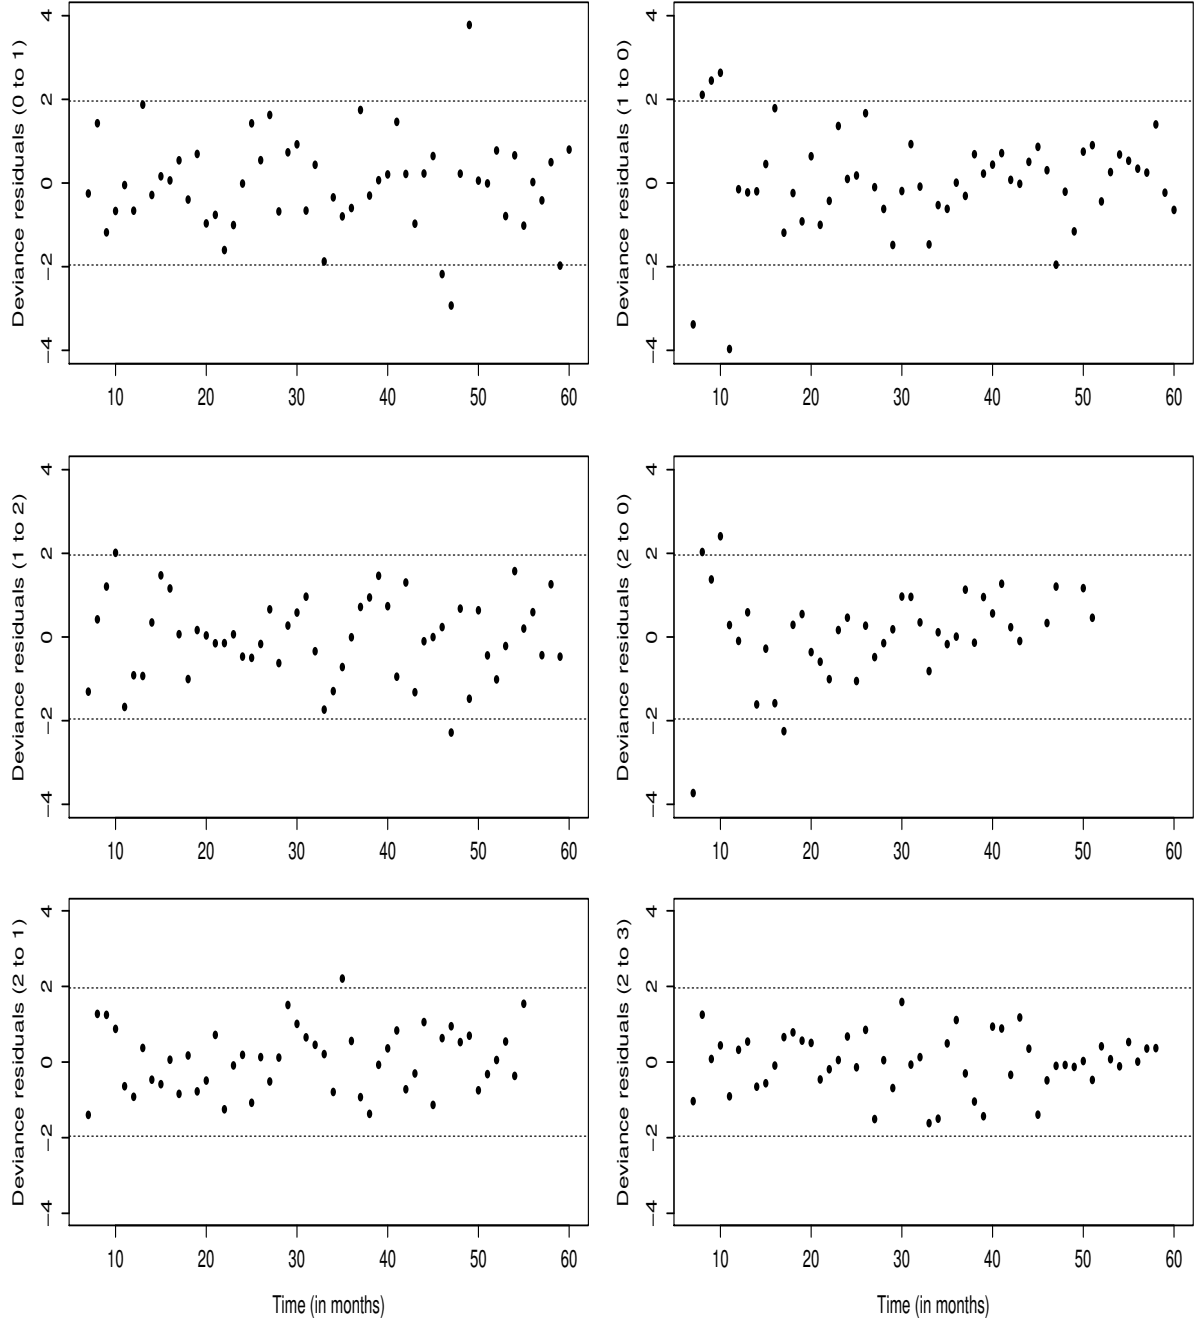 Deviance residuals (0 to 1)
4
2
0
−2
−4
10 20 30 40 50 60
Deviance residuals (1 to 0)
4
2
0
−2
−4
10 20 30 40 50 60
Deviance residuals (1 to 2)
4
2
0
−2
−4
10 20 30 40 50 60
Deviance residuals (2 to 0)
4
2
0
−2
−4
10 20 30 40 50 60
Deviance residuals (2 to 1)
4
2
0
−2
−4
10 20 30 40 50 60
Time (in months)
Deviance residuals (2 to 3)
4
2
0
−2
−4
10 20 30 40 50 60
Time (in months)